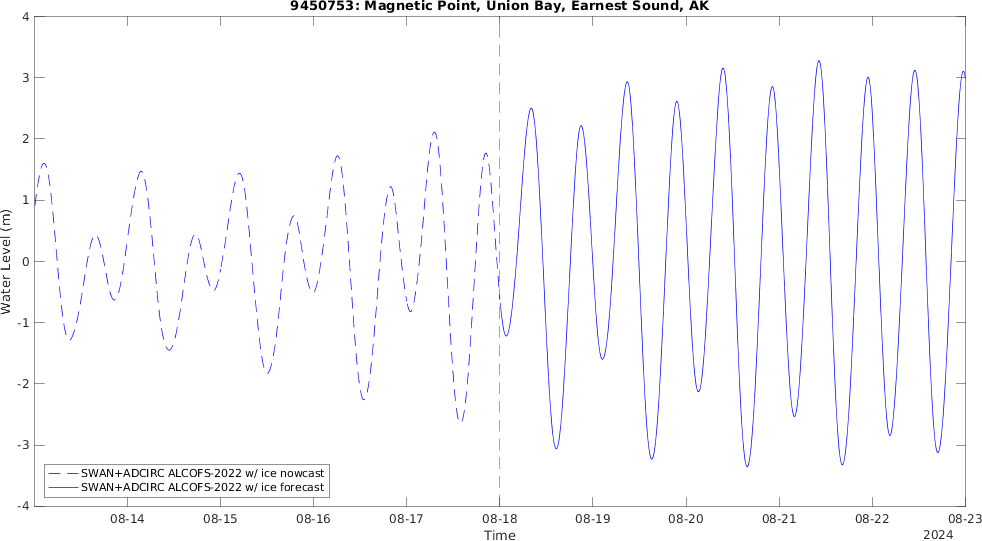 9450753: Magnetic Point, Union Bay, Earnest Sound, AK
4
3
2
1
0
-1
-2
-3
-4
Water Level (m)
SWAN+ADCIRC ALCOFS-2022 w/ ice nowcast
SWAN+ADCIRC ALCOFS-2022 w/ ice forecast
08-14 08-15 08-16 08-17 08-18 08-19 08-20 08-21 08-22 08-23
Time
2024